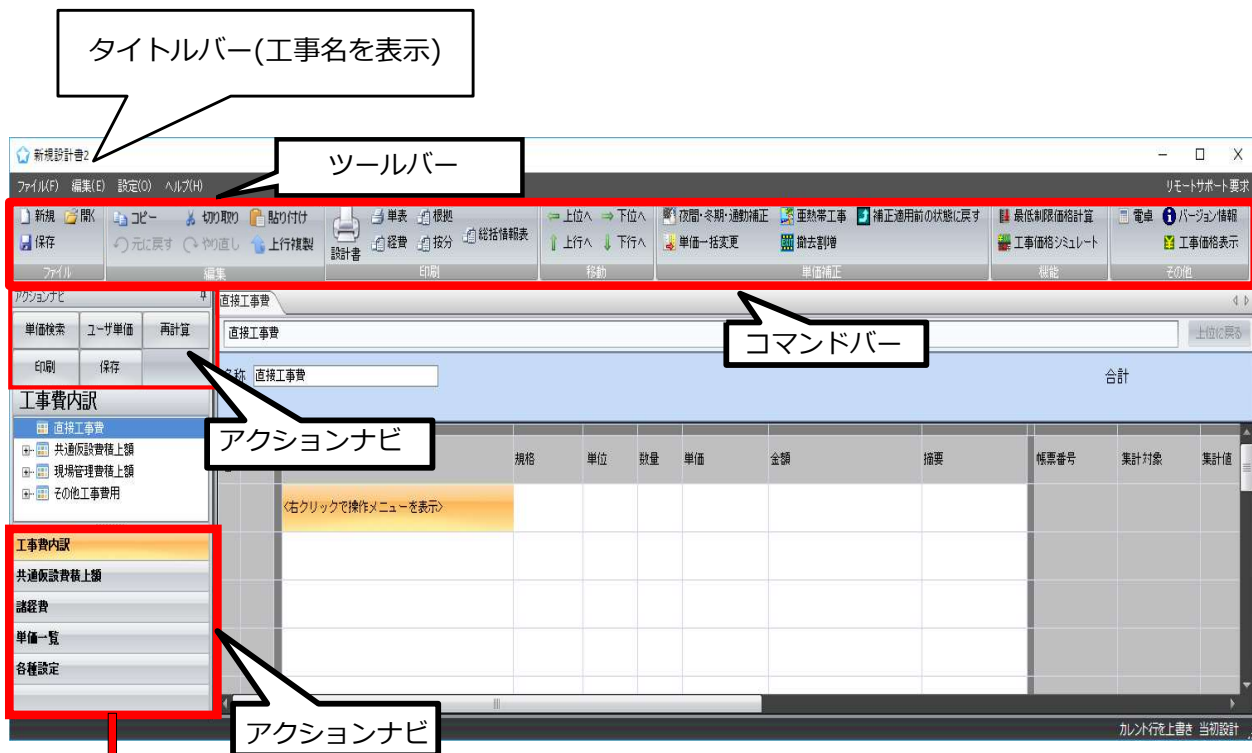 タイトルバー(工事名を表示)
新規設計書2
ツールバー
ファイル(F) 編集(E) 設定(O) ヘルプ(H)
リモートサポート要求
新規 開く コピー 切り取り 貼り付け 単表 根拠 上位へ 下位へ 夜間・冬期・通勤補正 亜熱帯工事 補正適用前の状態に戻す 最低制限価格計算 電卓 バージョン情報
保存 元に戻す やり直し 上行複製 設計書 経費 按分 総括情報表 上行へ 下行へ 単価一括変更 撤去割増 工事価格シミュレート 工事価格表示
ファイル 編集 印刷 移動 単価補正 機能 その他
アクションナビ
直接工事費
単価検索 ユーザ単価 再計算
直接工事費
コマンドバー
上位に戻る
印刷 保存
名称 直接工事費
合計
工事費内訳
直接工事費
共通仮設費積上額
現場管理費積上額
その他工事費用
アクションナビ
規格 単位 数量 単価 金額 摘要 帳票番号 集計対象 集計値
<右クリックで操作メニューを表示>
工事費内訳
共通仮設費積上額
諸経費
単価一覧
各種設定
アクションナビ
カレント行を上書き 当初設計